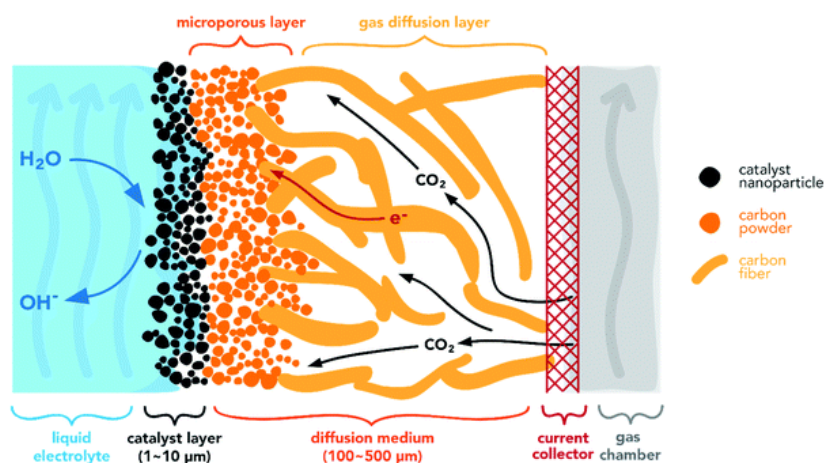 microporous layer
gas diffusion layer
H₂O
OH⁻
CO₂
e⁻
CO₂
catalyst
nanoparticle
carbon
powder
carbon
fiber
liquid
electrolyte
catalyst layer
(1~10 μm)
diffusion medium
(100~500 μm)
current
collector
gas
chamber